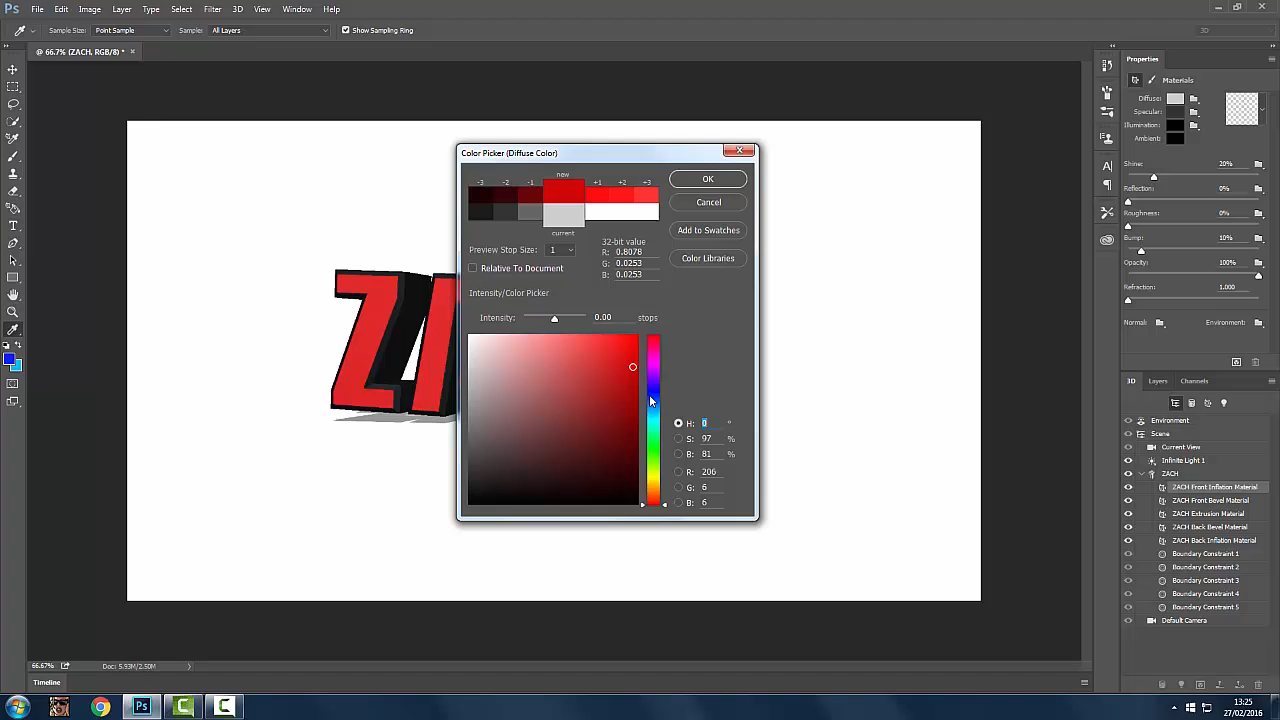 Ps File Edit Image Layer Type Select Filter 3D View Window Help
Sample Size: Point Sample Sample: All Layers Show Sampling Ring 3D
@ 66.7% (ZACH, RGB/8) * ×
Properties
Materials
Diffuse:
Specular:
Illumination:
Ambient:
Shine: 20%
Reflection: 0%
Roughness: 0%
Bump: 10%
Opacity: 100%
Refraction: 1.000
Normal: Environment:
Color Picker (Diffuse Color)
new
-3 -2 -1 +1 +2 +3
current
OK
Cancel
Add to Swatches
Color Libraries
Preview Stop Size: 1
Relative To Document
32-bit value
R: 0.8078
G: 0.0253
B: 0.0253
Intensity/Color Picker
Intensity: 0.00 stops
H: 0 °
S: 97 %
B: 81 %
R: 206
G: 6
B: 6
3D Layers Channels
Environment
Scene
Current View
Infinite Light 1
ZACH
ZACH Front Inflation Material
ZACH Front Bevel Material
ZACH Extrusion Material
ZACH Back Bevel Material
ZACH Back Inflation Material
Boundary Constraint 1
Boundary Constraint 2
Boundary Constraint 3
Boundary Constraint 4
Boundary Constraint 5
Default Camera
66.67% Doc: 5.93M/2.50M
Timeline
Ps
13:25
27/02/2016